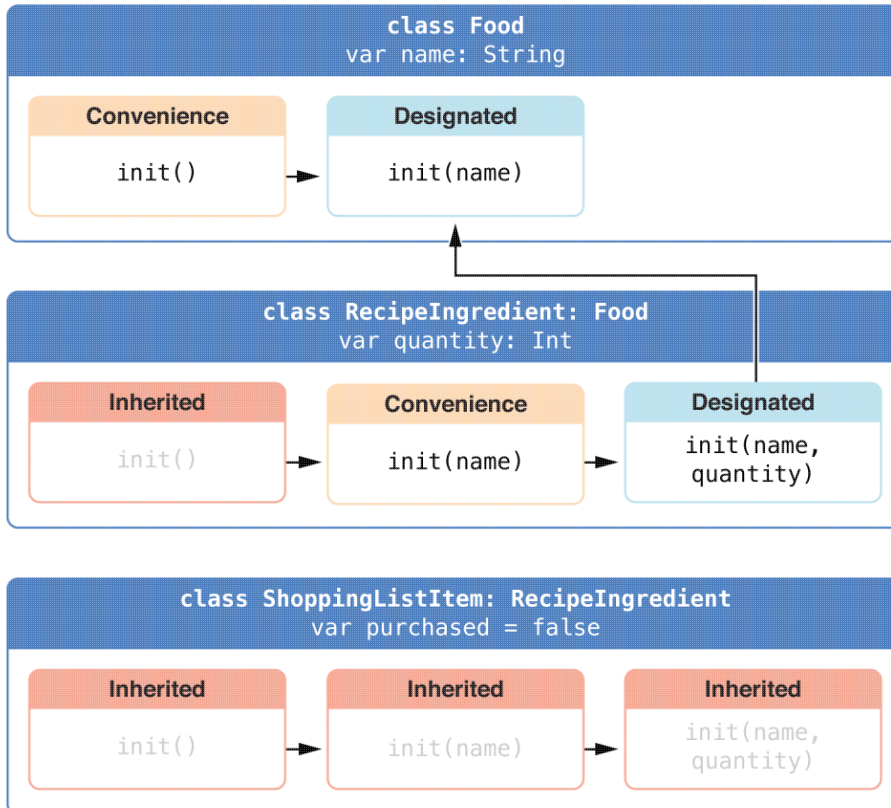 class Food
var name: String
Convenience
Designated
init()
init(name)
class RecipeIngredient: Food
var quantity: Int
Inherited
Convenience
Designated
init()
init(name)
init(name,
quantity)
class ShoppingListItem: RecipeIngredient
var purchased = false
Inherited
Inherited
Inherited
init()
init(name)
init(name,
quantity)